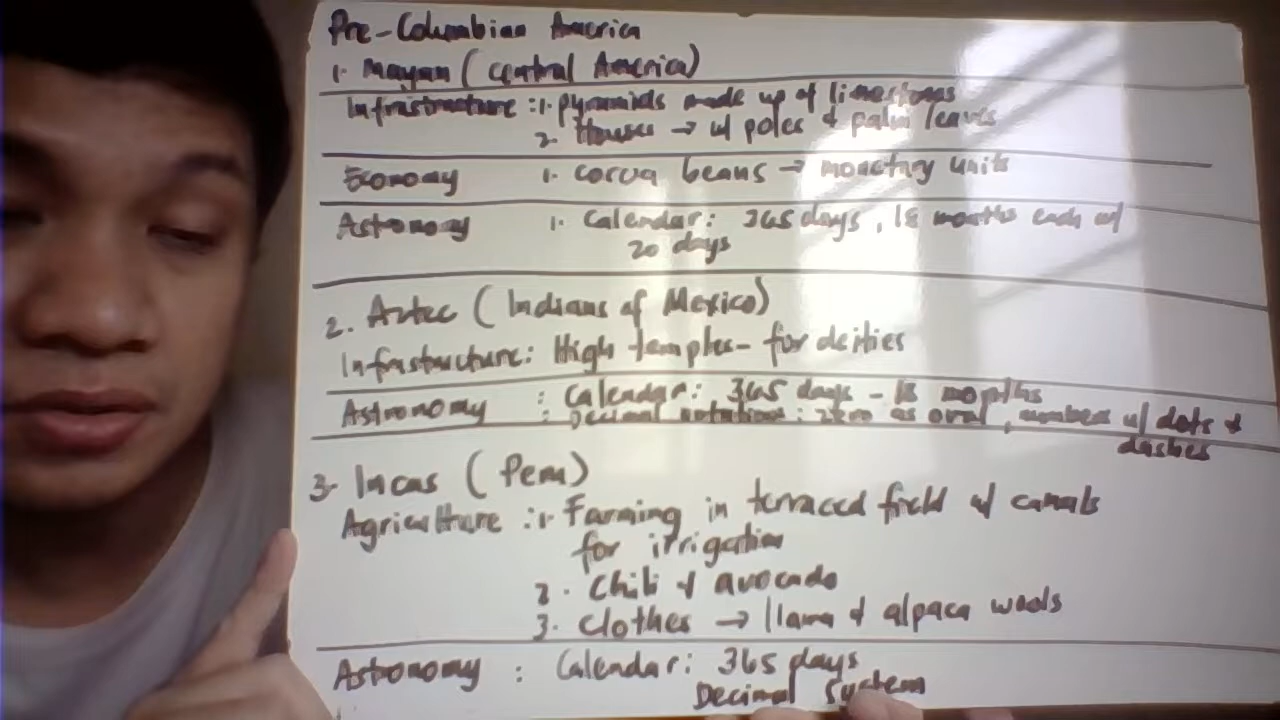 Pre-Columbian America
1. Mayan (central America)
Infrastructure : 1. pyramids made up of limestones
2. Houses → w/ poles & palm leaves
Economy 1. cocoa beans → monetary units
Astronomy 1. Calendar: 365 days, 18 months each w/
20 days
2. Aztec (Indians of Mexico)
Infrastructure: High temples - for deities
Astronomy : Calendar: 365 days - 18 months
: Decimal notations: zero as oval, numbers w/ dots &
dashes
3. Incas (Peru)
Agriculture : 1. Farming in terraced field w/ canals
for irrigation
2. Chili & avocado
3. Clothes → llama & alpaca wools
Astronomy : Calendar: 365 days
Decimal System